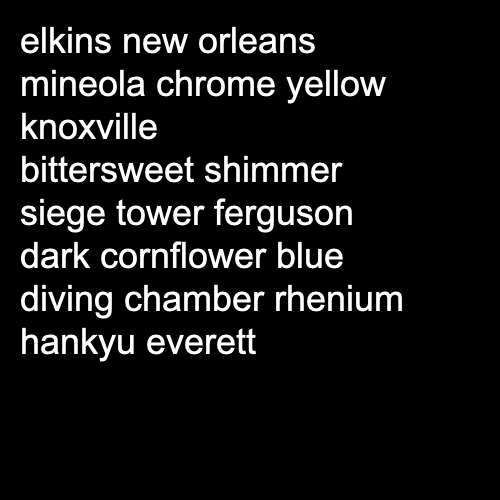 elkins new orleans
mineola chrome yellow
knoxville
bittersweet shimmer
siege tower ferguson
dark cornflower blue
diving chamber rhenium
hankyu everett